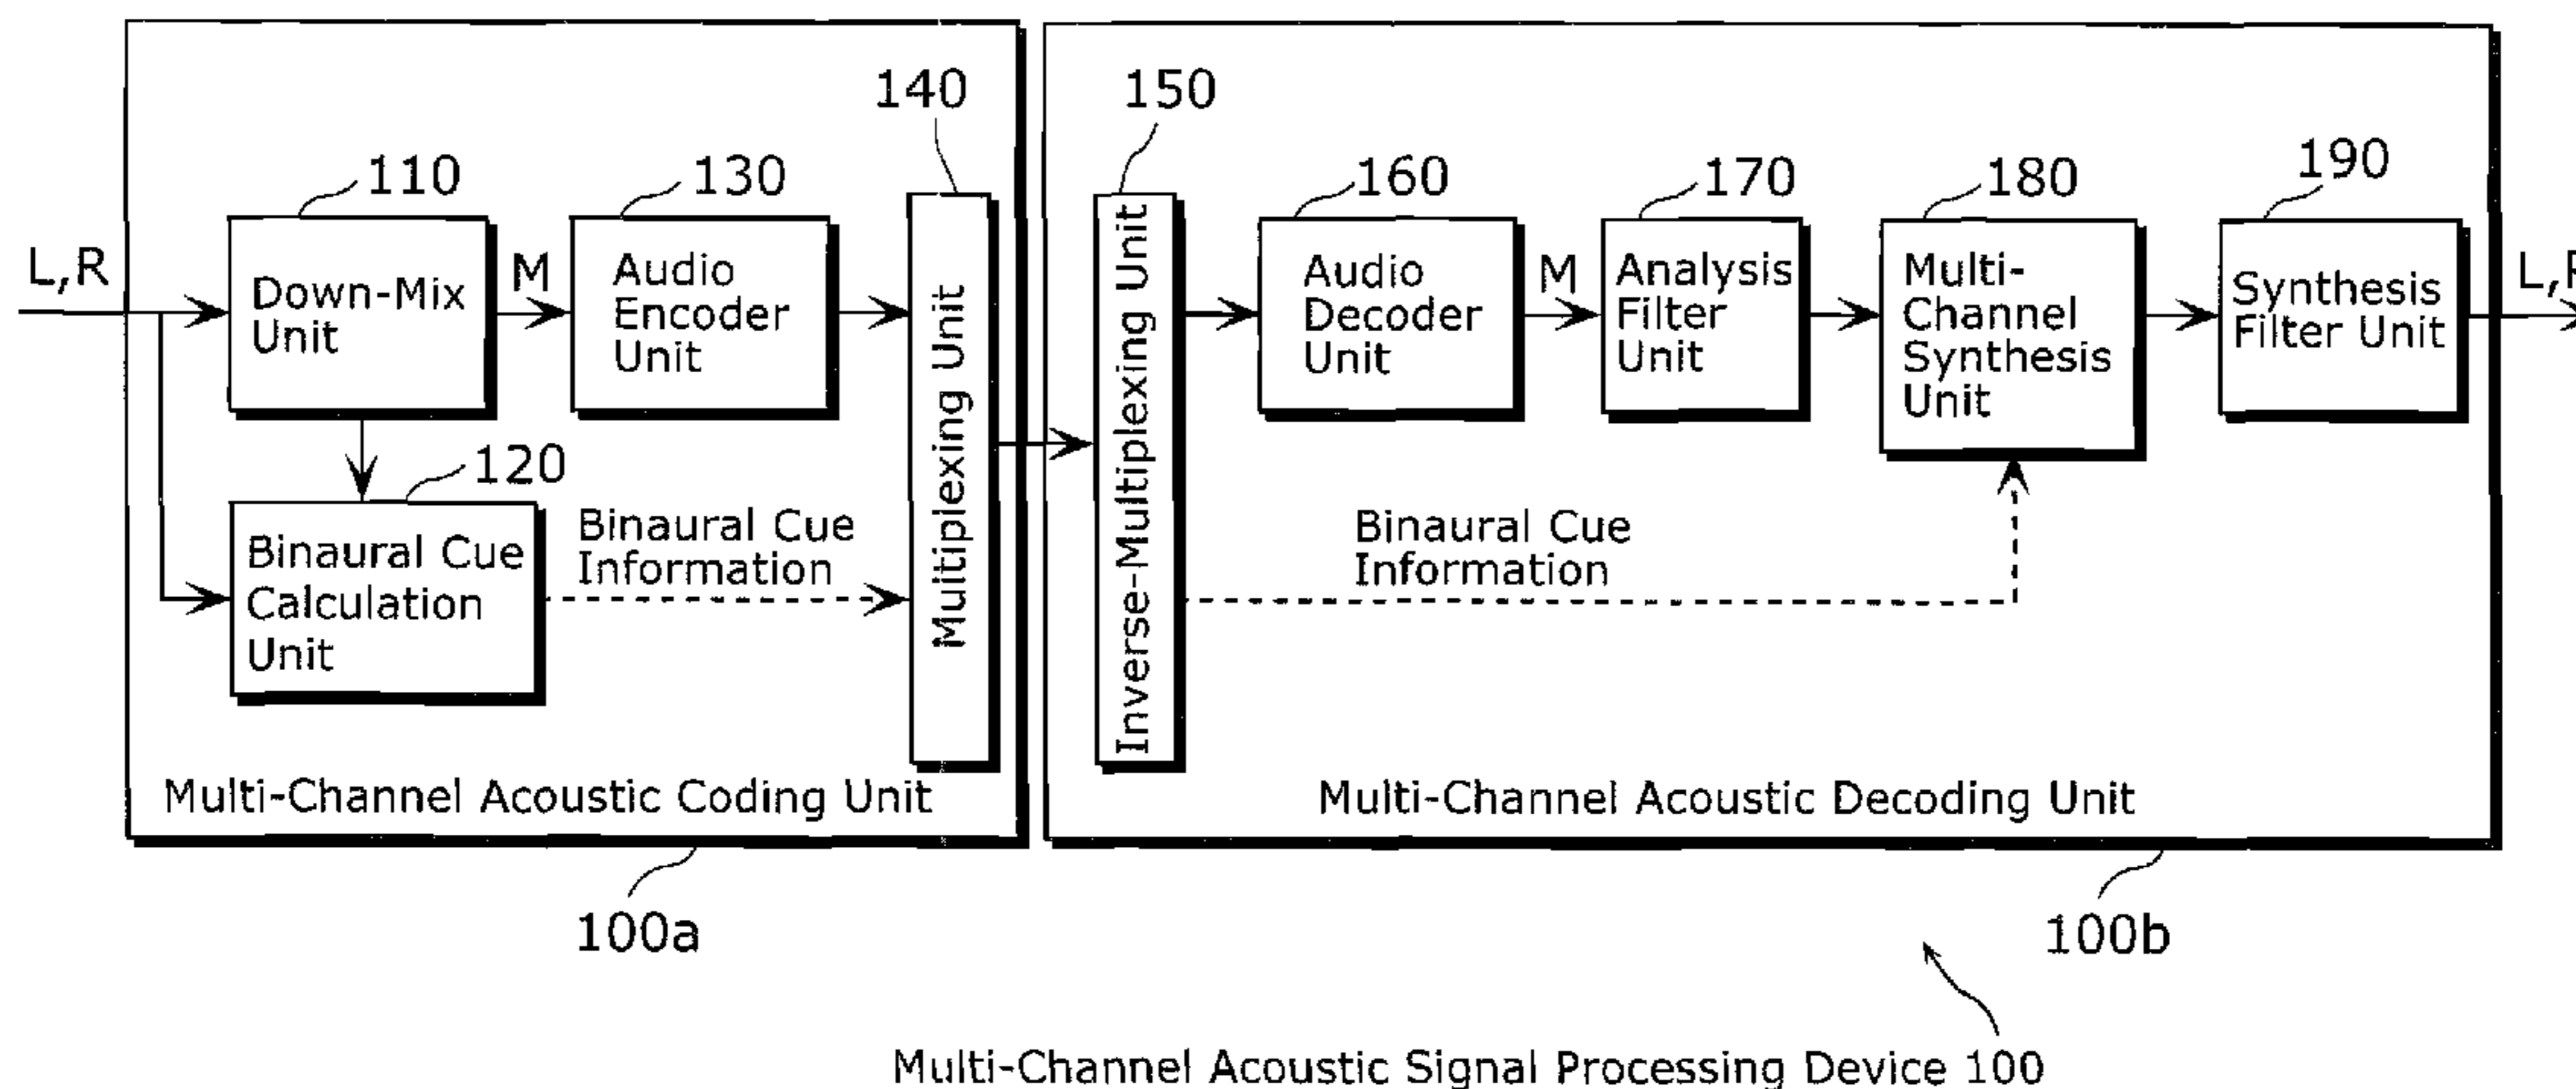 140
150
110
130
160
170
180
190
L,R
Down-Mix
Unit
M
Audio
Encoder
Unit
Multiplexing Unit
Inverse-Multiplexing Unit
Audio
Decoder
Unit
M
Analysis
Filter
Unit
Multi-
Channel
Synthesis
Unit
Synthesis
Filter Unit
L,R
120
Binaural Cue
Calculation
Unit
Binaural Cue
Information
Binaural Cue
Information
Multi-Channel Acoustic Coding Unit
Multi-Channel Acoustic Decoding Unit
100a
100b
Multi-Channel Acoustic Signal Processing Device 100